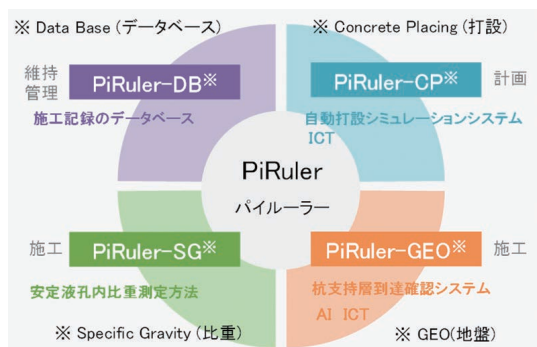 ※ Data Base (データベース)
※ Concrete Placing (打設)
維持
管理
PiRuler-DB※
PiRuler-CP※
計画
施工記録のデータベース
自動打設シミュレーションシステム
ICT
PiRuler
パイルーラー
施工
PiRuler-SG※
PiRuler-GEO※
施工
安定液孔内比重測定方法
杭支持層到達確認システム
AI ICT
※ Specific Gravity (比重)
※ GEO(地盤)